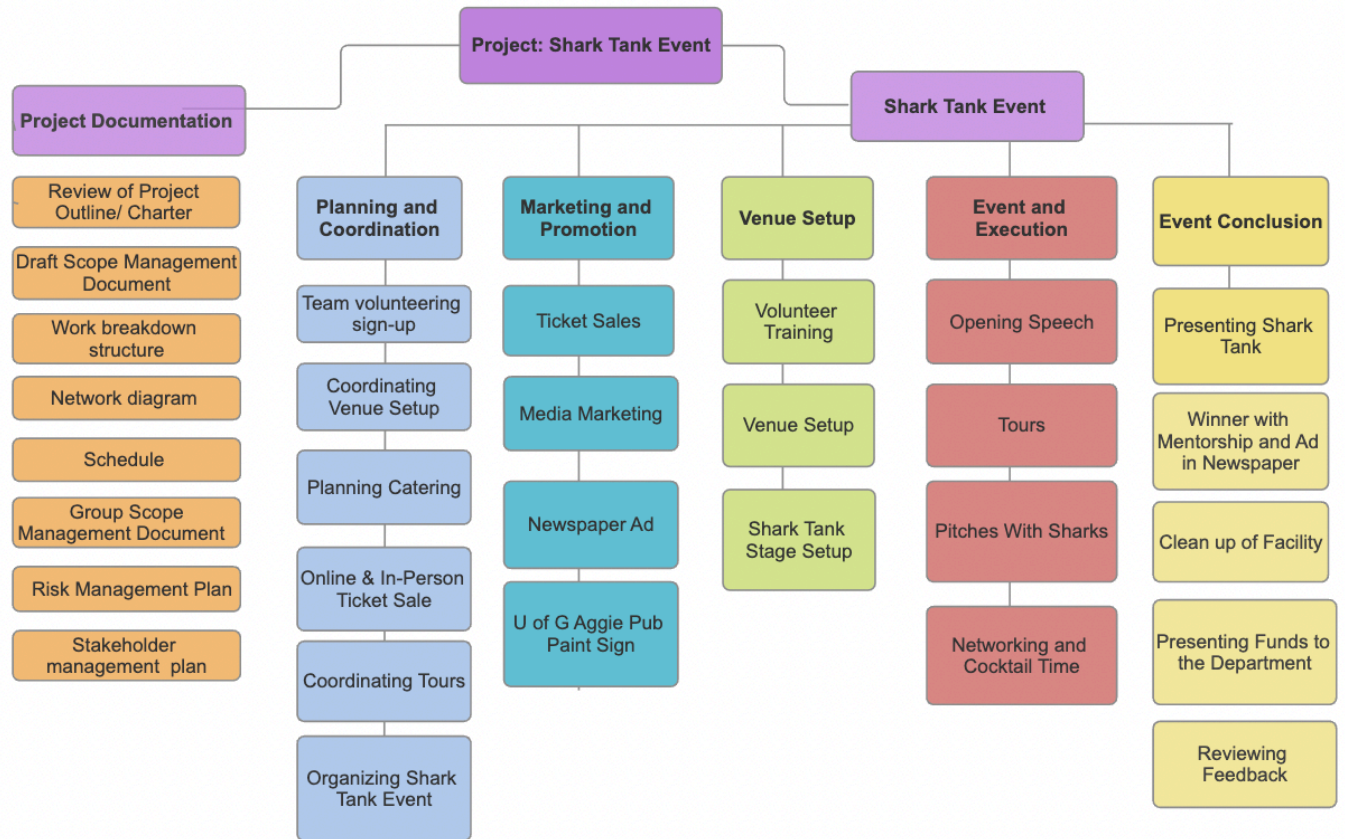 Project: Shark Tank Event
Shark Tank Event
Project Documentation
Review of Project
Outline/ Charter
Draft Scope Management
Document
Work breakdown
structure
Network diagram
Schedule
Group Scope
Management Document
Risk Management Plan
Stakeholder
management plan
Planning and
Coordination
Team volunteering
sign-up
Coordinating
Venue Setup
Planning Catering
Online & In-Person
Ticket Sale
Coordinating Tours
Organizing Shark
Tank Event
Marketing and
Promotion
Ticket Sales
Media Marketing
Newspaper Ad
U of G Aggie Pub
Paint Sign
Venue Setup
Volunteer
Training
Venue Setup
Shark Tank
Stage Setup
Event and
Execution
Opening Speech
Tours
Pitches With Sharks
Networking and
Cocktail Time
Event Conclusion
Presenting Shark
Tank
Winner with
Mentorship and Ad
in Newspaper
Clean up of Facility
Presenting Funds to
the Department
Reviewing
Feedback